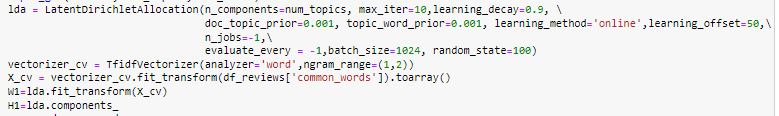 lda = LatentDirichletAllocation(n_components=num_topics, max_iter=10,learning_decay=0.9, \
doc_topic_prior=0.001, topic_word_prior=0.001, learning_method='online',learning_offset=50,\
n_jobs=-1,\
evaluate_every = -1,batch_size=1024, random_state=100)
vectorizer_cv = TfidfVectorizer(analyzer='word',ngram_range=(1,2))
X_cv = vectorizer_cv.fit_transform(df_reviews['common_words']).toarray()
W1=lda.fit_transform(X_cv)
H1=lda.components_